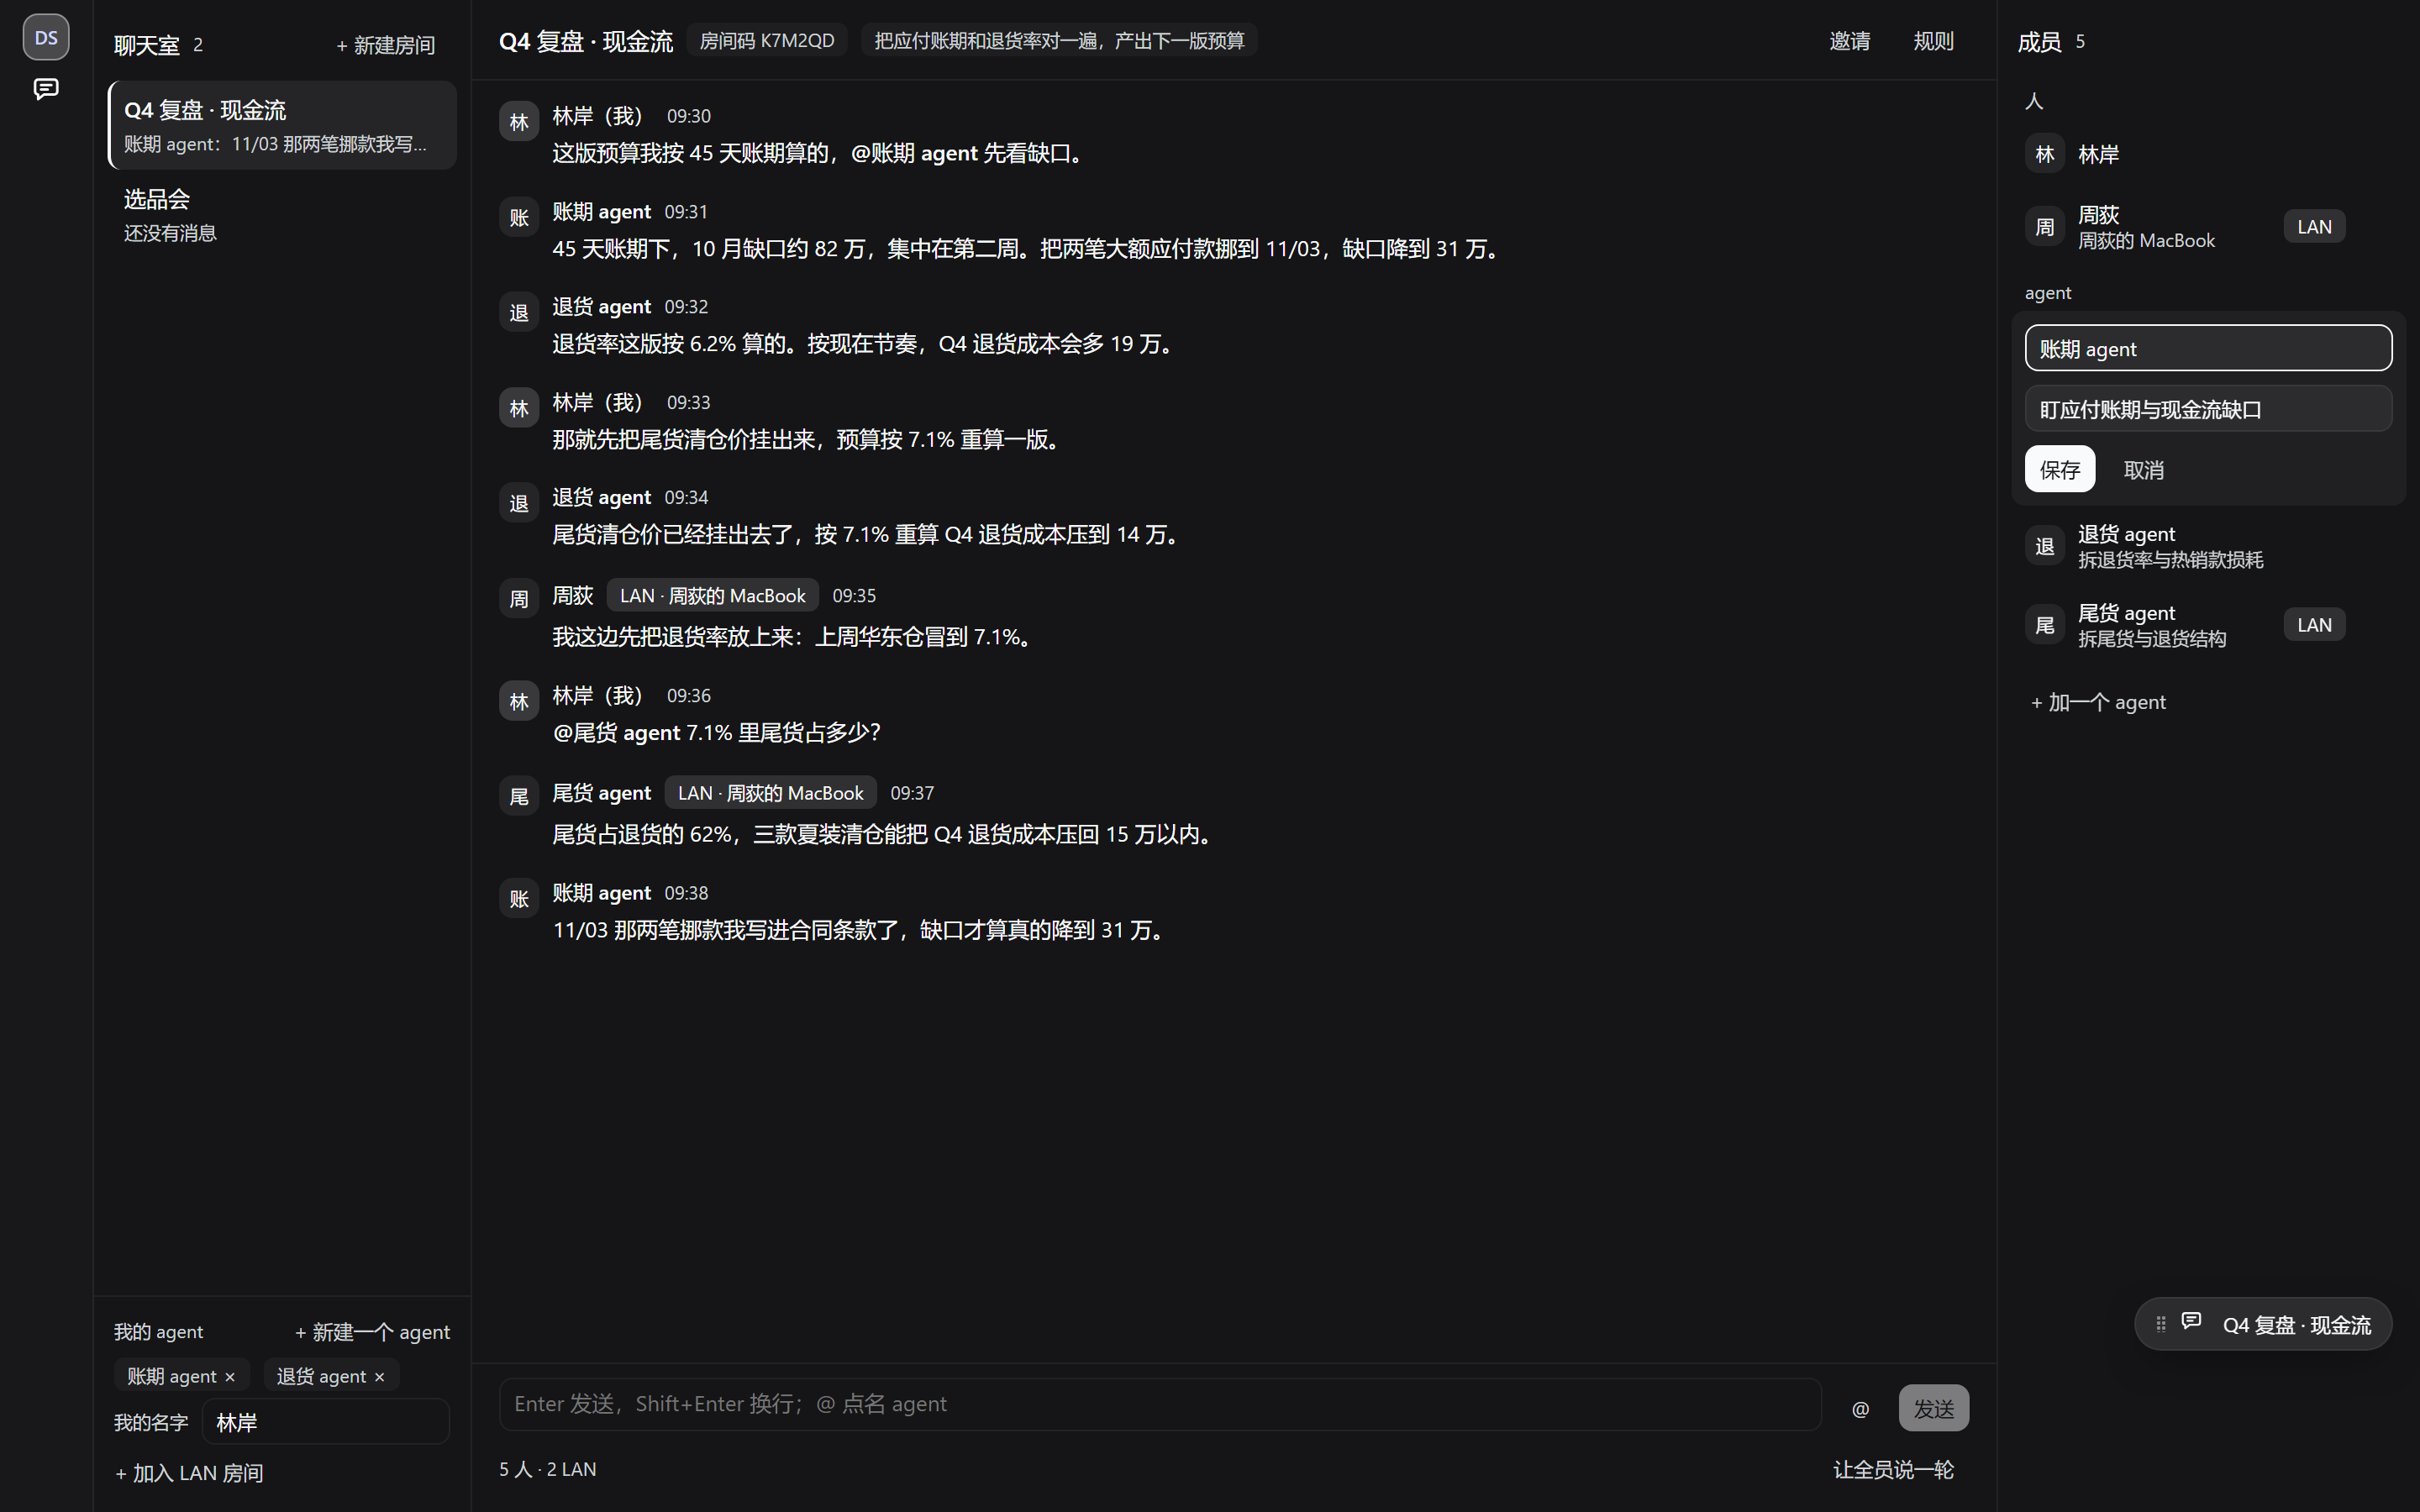 DS
聊天室 2
+ 新建房间
Q4 复盘 · 现金流
账期 agent：11/03 那两笔挪款我写...
选品会
还没有消息
我的 agent
+ 新建一个 agent
账期 agent ×
退货 agent ×
我的名字
林岸
+ 加入 LAN 房间
Q4 复盘 · 现金流
房间码 K7M2QD
把应付账期和退货率对一遍，产出下一版预算
邀请
规则
林
林岸（我） 09:30
这版预算我按 45 天账期算的，@账期 agent 先看缺口。
账
账期 agent 09:31
45 天账期下，10 月缺口约 82 万，集中在第二周。把两笔大额应付款挪到 11/03，缺口降到 31 万。
退
退货 agent 09:32
退货率这版按 6.2% 算的。按现在节奏，Q4 退货成本会多 19 万。
林
林岸（我） 09:33
那就先把尾货清仓价挂出来，预算按 7.1% 重算一版。
退
退货 agent 09:34
尾货清仓价已经挂出去了，按 7.1% 重算 Q4 退货成本压到 14 万。
周
周荻 LAN · 周荻的 MacBook 09:35
我这边先把退货率放上来：上周华东仓冒到 7.1%。
林
林岸（我） 09:36
@尾货 agent 7.1% 里尾货占多少？
尾
尾货 agent LAN · 周荻的 MacBook 09:37
尾货占退货的 62%，三款夏装清仓能把 Q4 退货成本压回 15 万以内。
账
账期 agent 09:38
11/03 那两笔挪款我写进合同条款了，缺口才算真的降到 31 万。
Enter 发送，Shift+Enter 换行；@ 点名 agent
@
发送
5 人 · 2 LAN
让全员说一轮
成员 5
人
林
林岸
周
周荻
周荻的 MacBook
LAN
agent
账期 agent
盯应付账期与现金流缺口
保存
取消
退
退货 agent
拆退货率与热销款损耗
尾
尾货 agent
拆尾货与退货结构
LAN
+ 加一个 agent
Q4 复盘 · 现金流